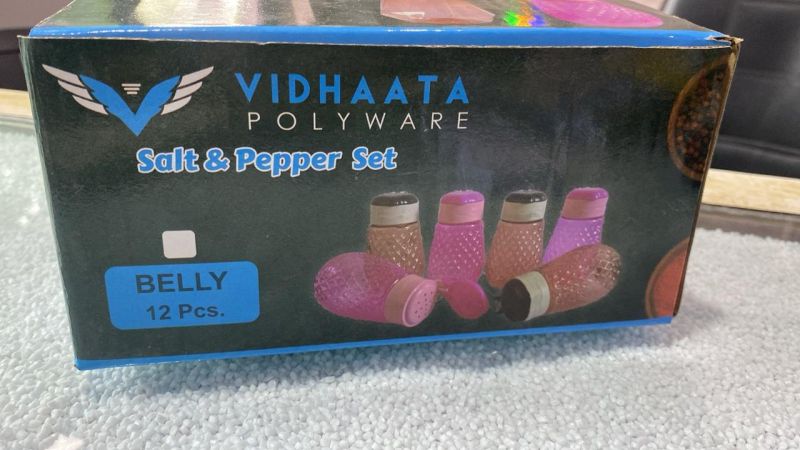 VIDHAATA
POLYWARE
Salt & Pepper Set
BELLY
12 Pcs.